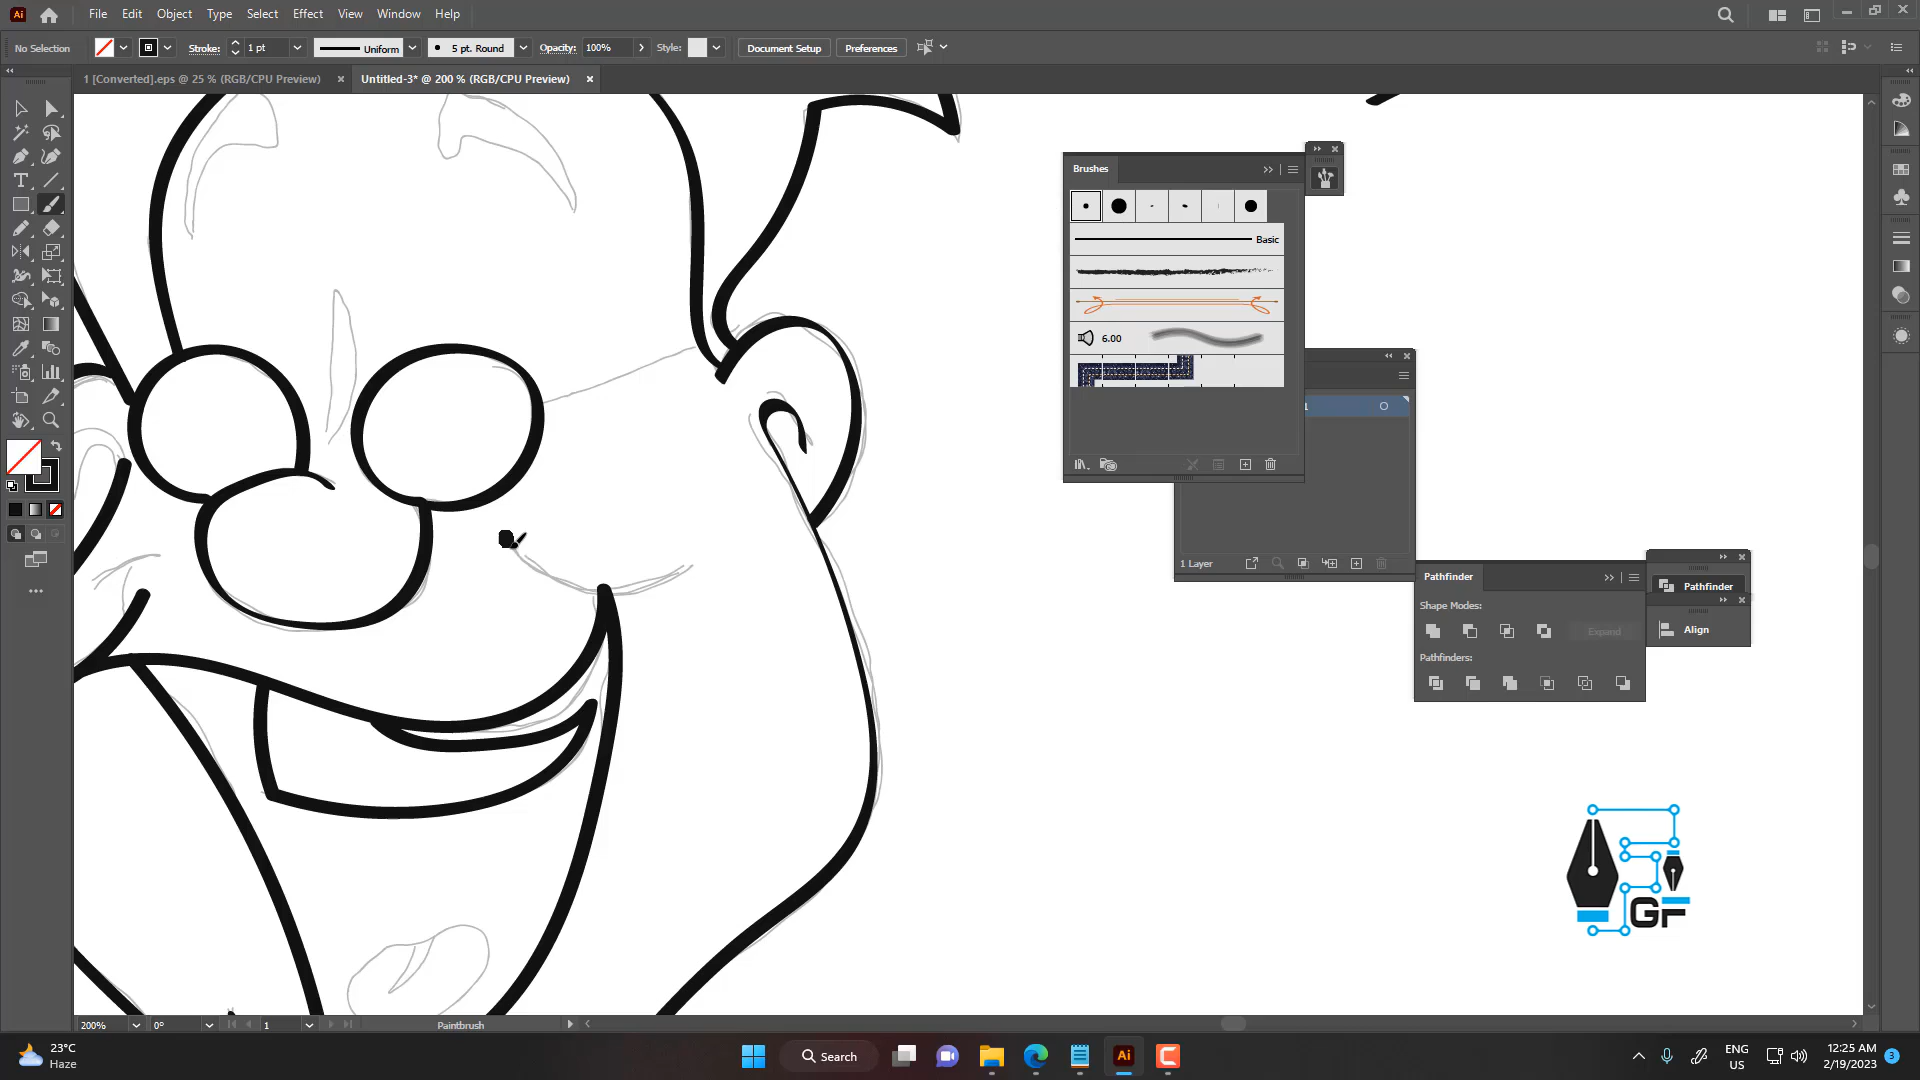 Ai File Edit Object Type Select Effect View Window Help
No Selection Stroke: 1 pt Uniform 5 pt. Round Opacity: 100% Style: Document Setup Preferences
1 [Converted].eps @ 25 % (RGB/CPU Preview) Untitled-3* @ 200 % (RGB/CPU Preview)
Brushes
Basic
6.00
1
1 Layer
Pathfinder
Shape Modes:
Expand
Pathfinders:
Pathfinder
Align
GF
200% 0° 1 Paintbrush
23°C
Haze
Search
Ai
ENG
US
12:25 AM
2/19/2023
3